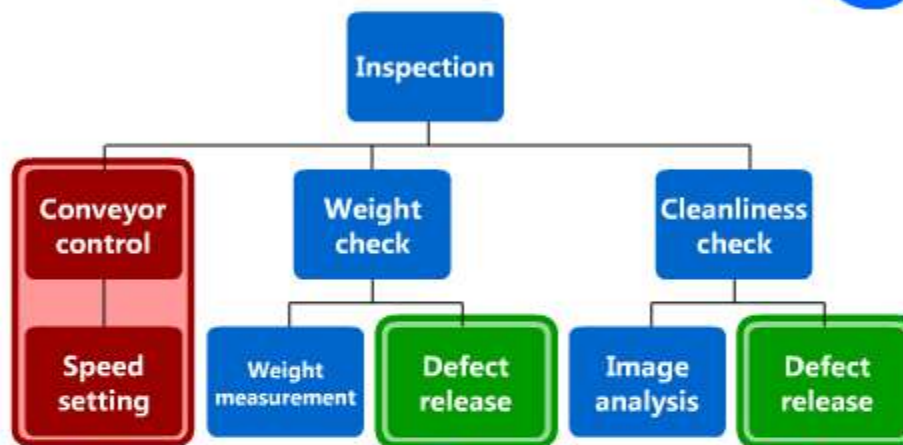 Inspection
Conveyor
control
Weight
check
Cleanliness
check
Speed
setting
Weight
measurement
Defect
release
Image
analysis
Defect
release